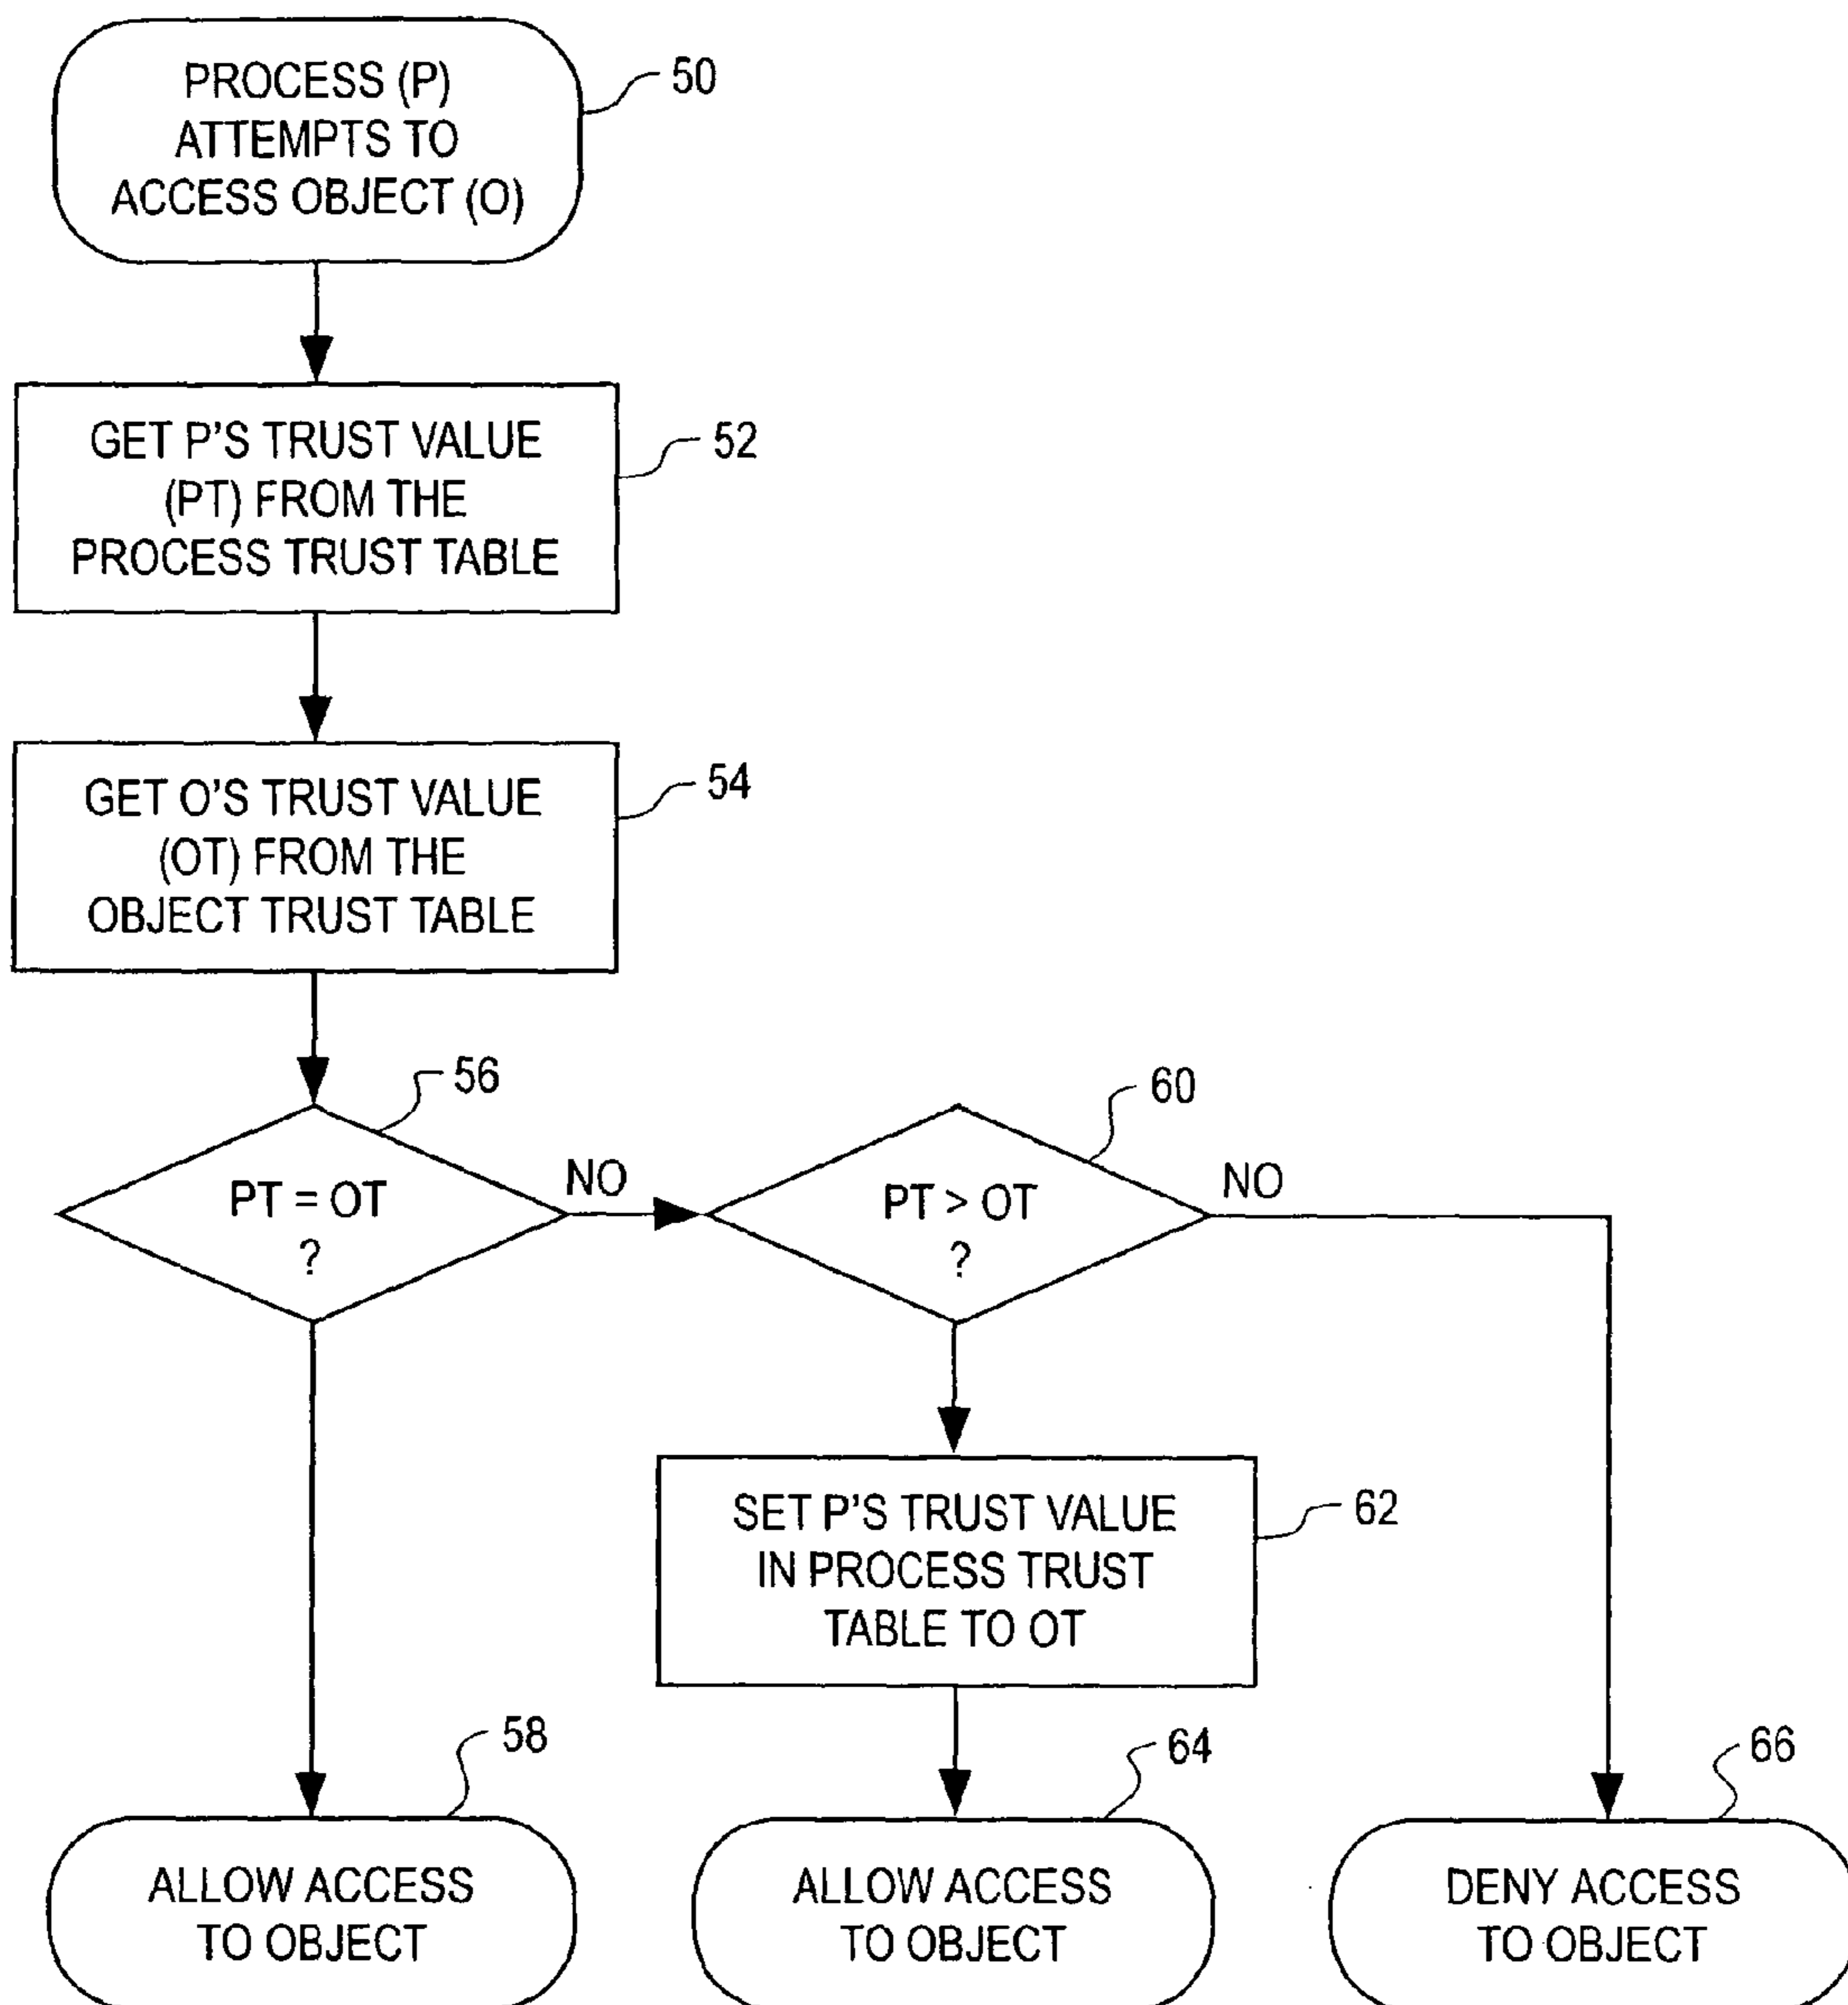 PROCESS (P)
ATTEMPTS TO
ACCESS OBJECT (O)
50
GET P'S TRUST VALUE
(PT) FROM THE
PROCESS TRUST TABLE
52
GET O'S TRUST VALUE
(OT) FROM THE
OBJECT TRUST TABLE
54
PT = OT
?
56
NO
PT > OT
?
60
NO
SET P'S TRUST VALUE
IN PROCESS TRUST
TABLE TO OT
62
ALLOW ACCESS
TO OBJECT
58
ALLOW ACCESS
TO OBJECT
64
DENY ACCESS
TO OBJECT
66